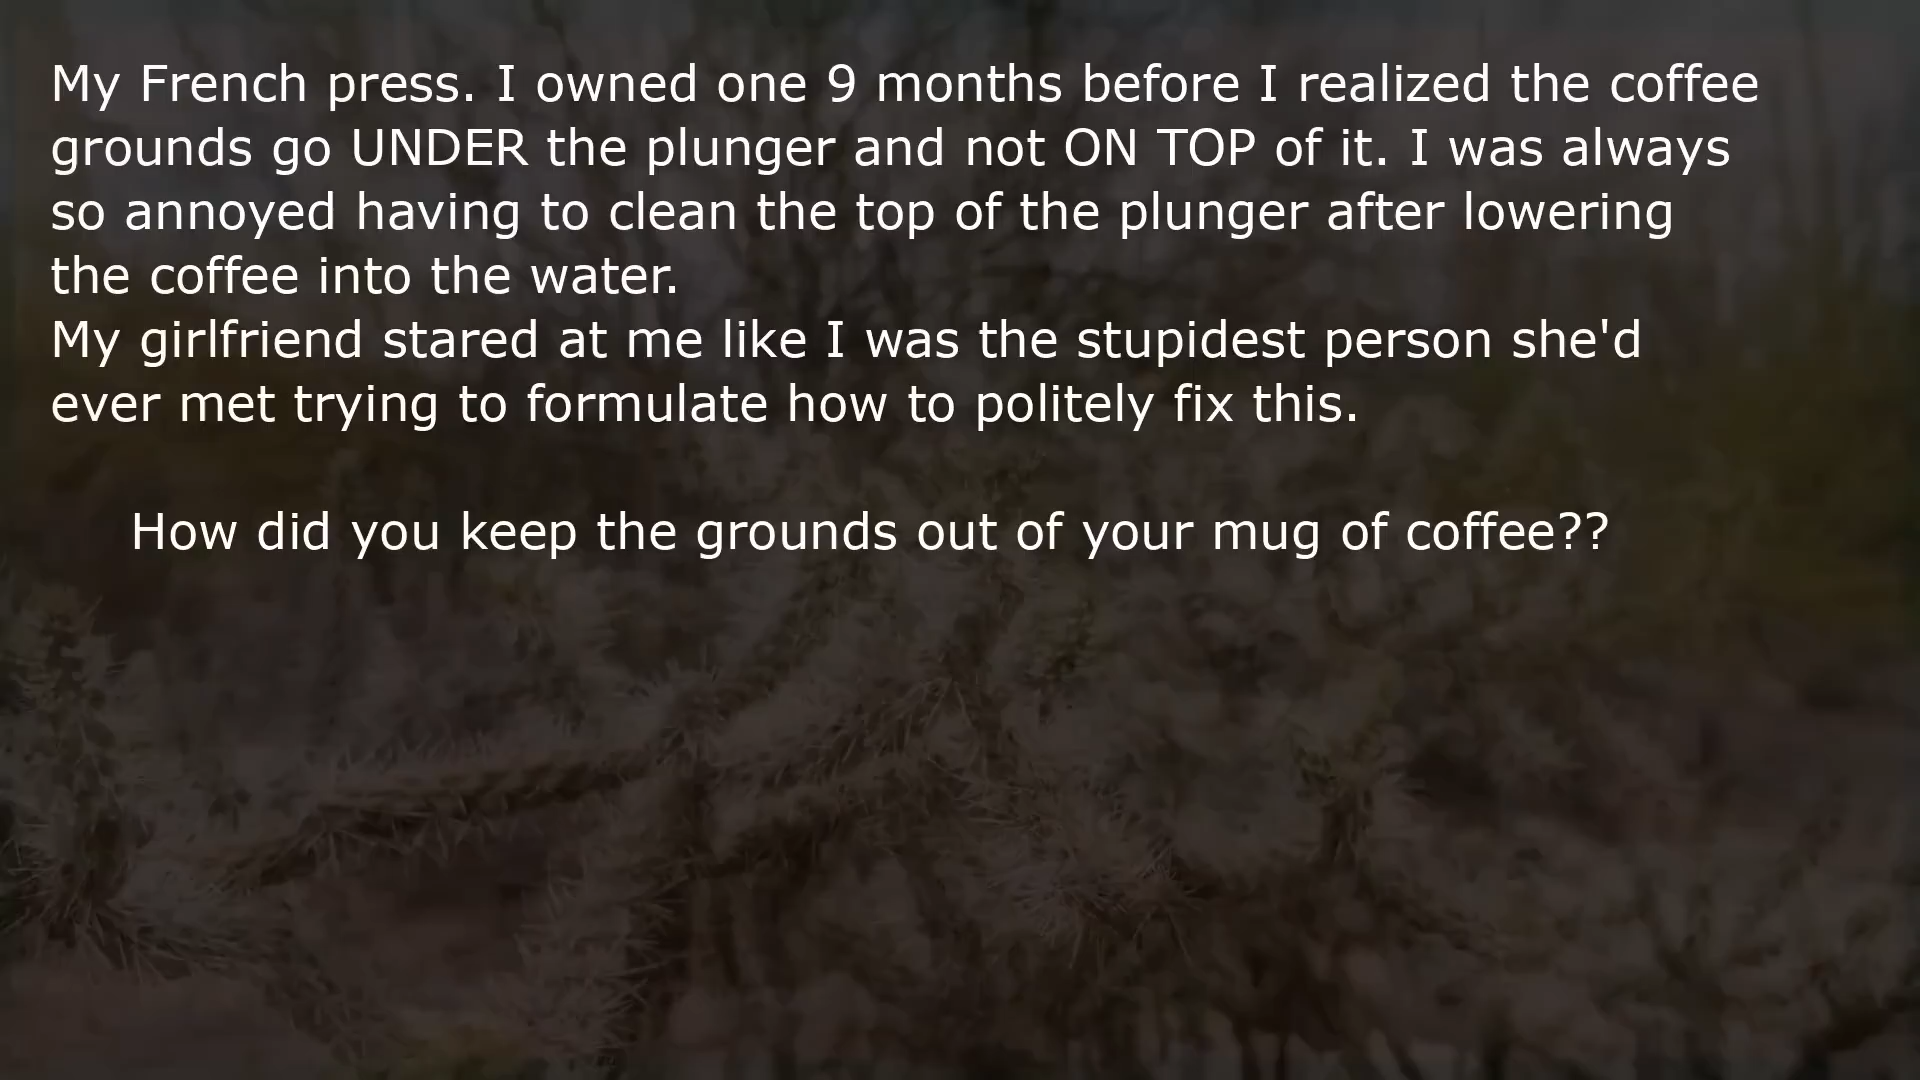 My French press. I owned one 9 months before I realized the coffee
grounds go UNDER the plunger and not ON TOP of it. I was always
so annoyed having to clean the top of the plunger after lowering
the coffee into the water.
My girlfriend stared at me like I was the stupidest person she'd
ever met trying to formulate how to politely fix this.
How did you keep the grounds out of your mug of coffee??